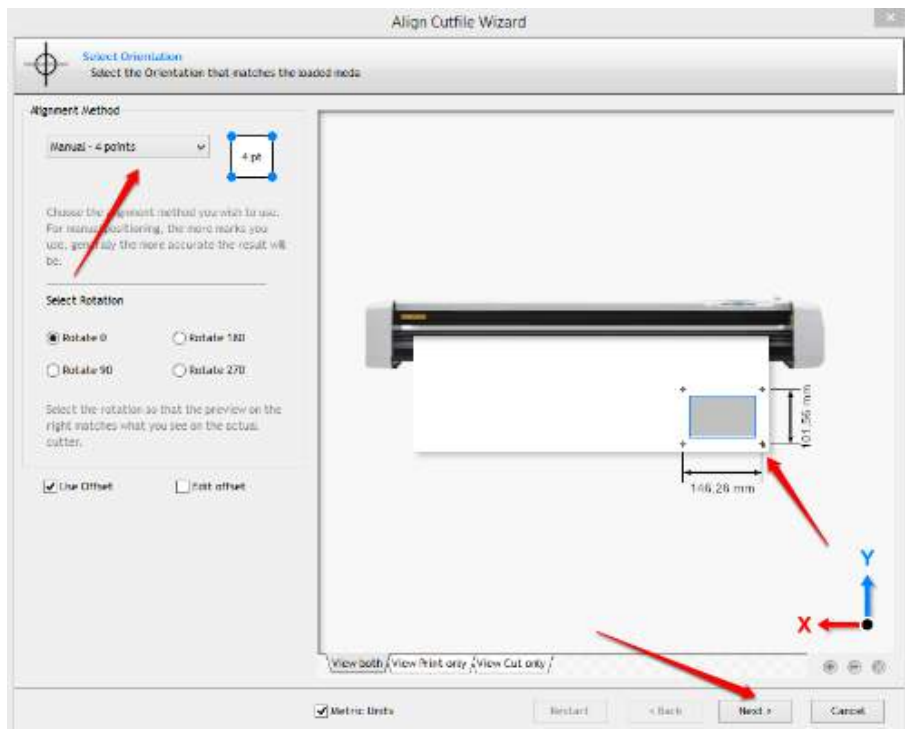 Align Cutfile Wizard
Select Orientation
Select the Orientation that matches the loaded meda
Alignment Method
Manual - 4 points
4 pt
Choose the alignment method you wish to use.
For manual positioning, the more marks you
use, generally the more accurate the result will
be.
Select Rotation
Rotate 0
Rotate 180
Rotate 90
Rotate 270
Select the rotation so that the preview on the
right matches what you see on the actual
cutter.
Use Offset
Edit offset
101,56 mm
146,26 mm
Y
X
View both
View Print only
View Cut only
Metric Units
Restart
< Back
Next >
Cancel